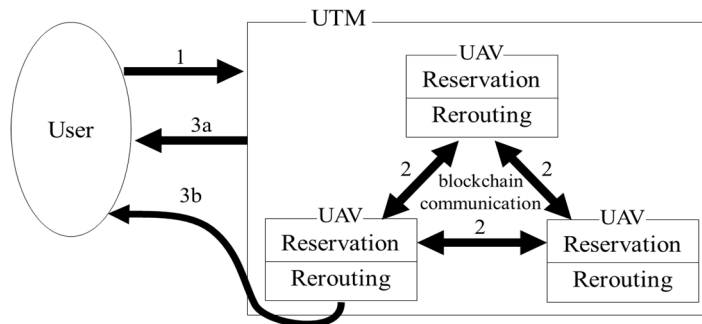 UTM
1
UAV
Reservation
Rerouting
User
3a
2
2
blockchain
communication
3b
UAV
Reservation
Rerouting
2
UAV
Reservation
Rerouting